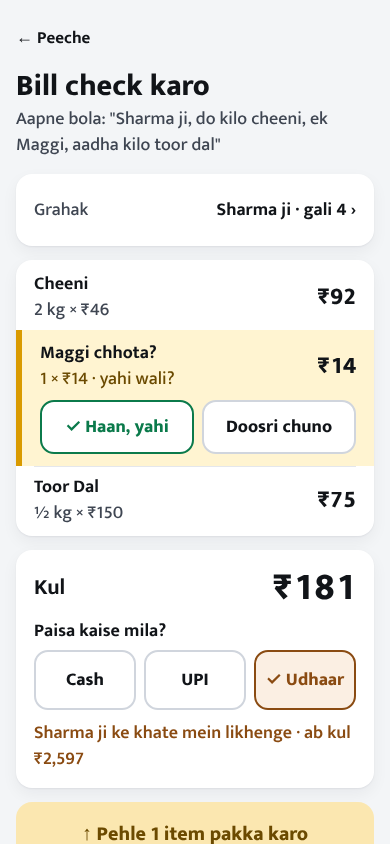 ← Peeche
Bill check karo
Aapne bola: "Sharma ji, do kilo cheeni, ek
Maggi, aadha kilo toor dal"
Grahak
Sharma ji · gali 4 ›
Cheeni
2 kg × ₹46
₹92
Maggi chhota?
1 × ₹14 · yahi wali?
₹14
✓ Haan, yahi
Doosri chuno
Toor Dal
½ kg × ₹150
₹75
Kul
₹181
Paisa kaise mila?
Cash
UPI
✓ Udhaar
Sharma ji ke khate mein likhenge · ab kul
₹2,597
↑ Pehle 1 item pakka karo